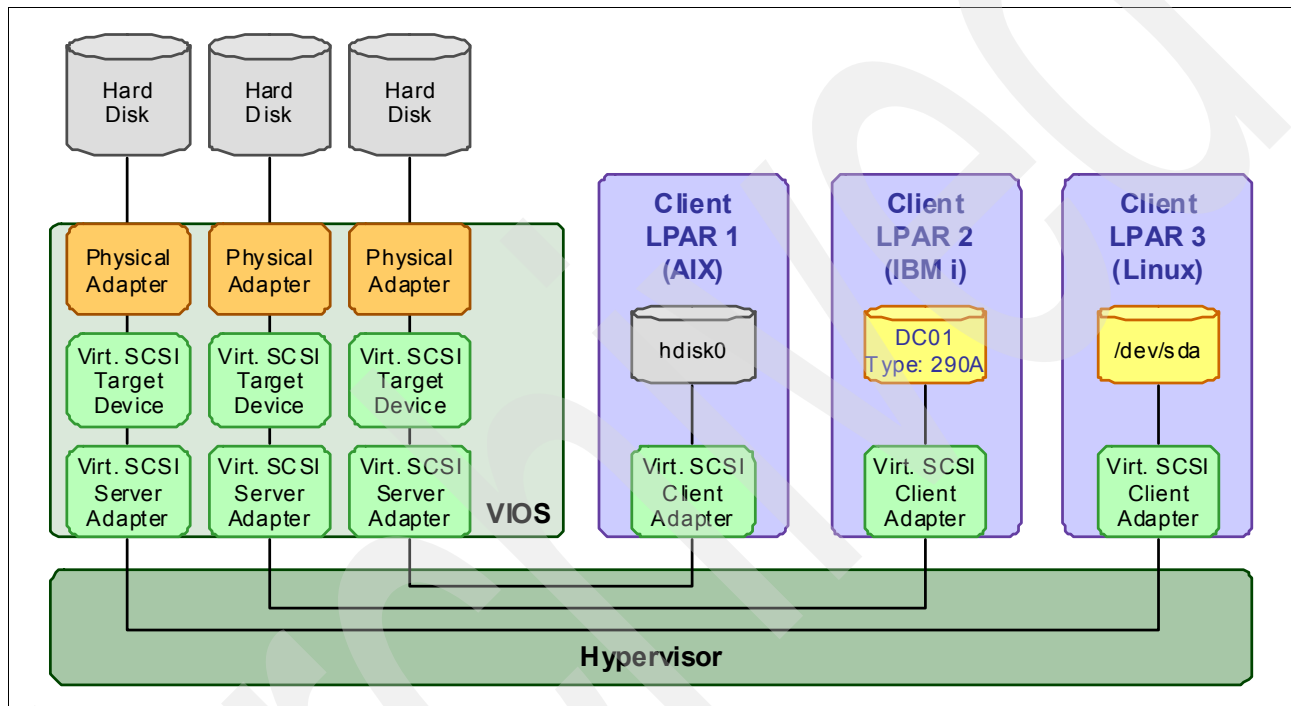 Hard
Disk
Hard
Disk
Hard
Disk
Physical
Adapter
Physical
Adapter
Physical
Adapter
Virt. SCSI
Target
Device
Virt. SCSI
Target
Device
Virt. SCSI
Target
Device
Virt. SCSI
Server
Adapter
Virt. SCSI
Server
Adapter
Virt. SCSI
Server
Adapter
VIOS
Client
LPAR 1
(AIX)
hdisk0
Virt. SCSI
Client
Adapter
Client
LPAR 2
(IBM i)
DC01
Type: 290A
Virt. SCSI
Client
Adapter
Client
LPAR 3
(Linux)
/dev/sda
Virt. SCSI
Client
Adapter
Hypervisor